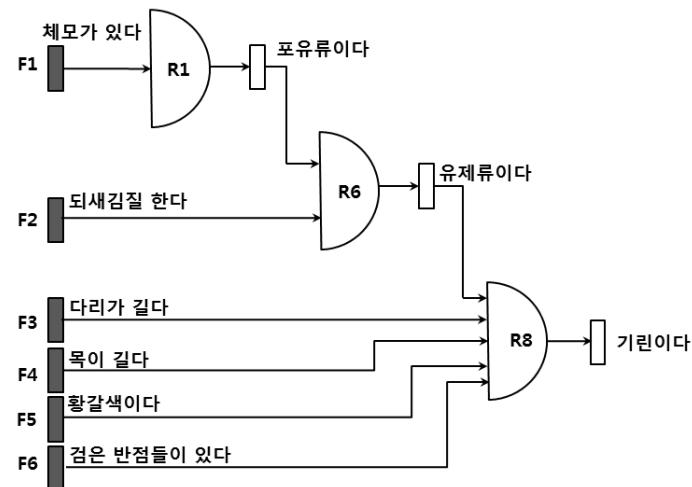 체모가 있다
F1
R1
포유류이다
F2
되새김질 한다
R6
유제류이다
F3
다리가 길다
F4
목이 길다
R8
기린이다
F5
황갈색이다
F6
검은 반점들이 있다